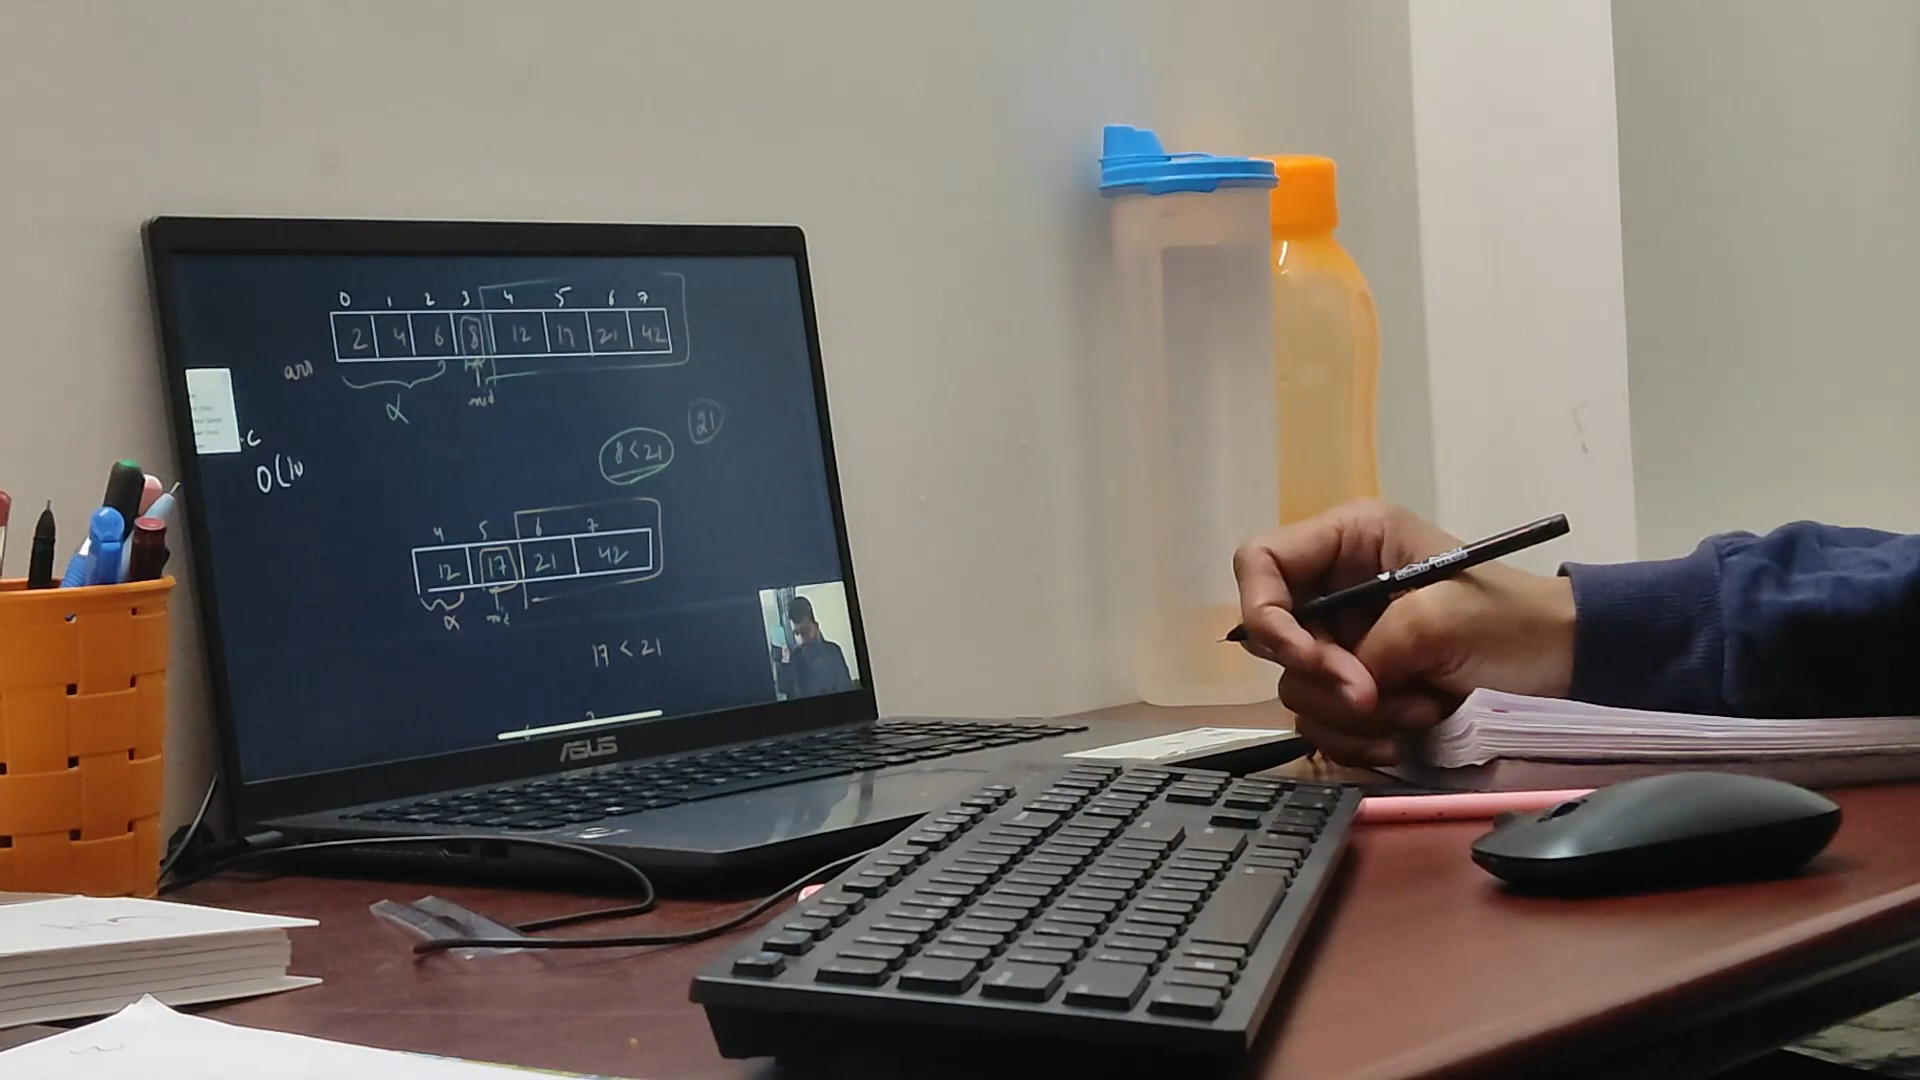 0 1 2 3 4 5 6 7
2 4 6 8 12 17 21 42
arr
α
mid
21
8 < 21
.c
O(lo
4 5 6 7
12 17 21 42
α
mid
17 < 21
ASUS